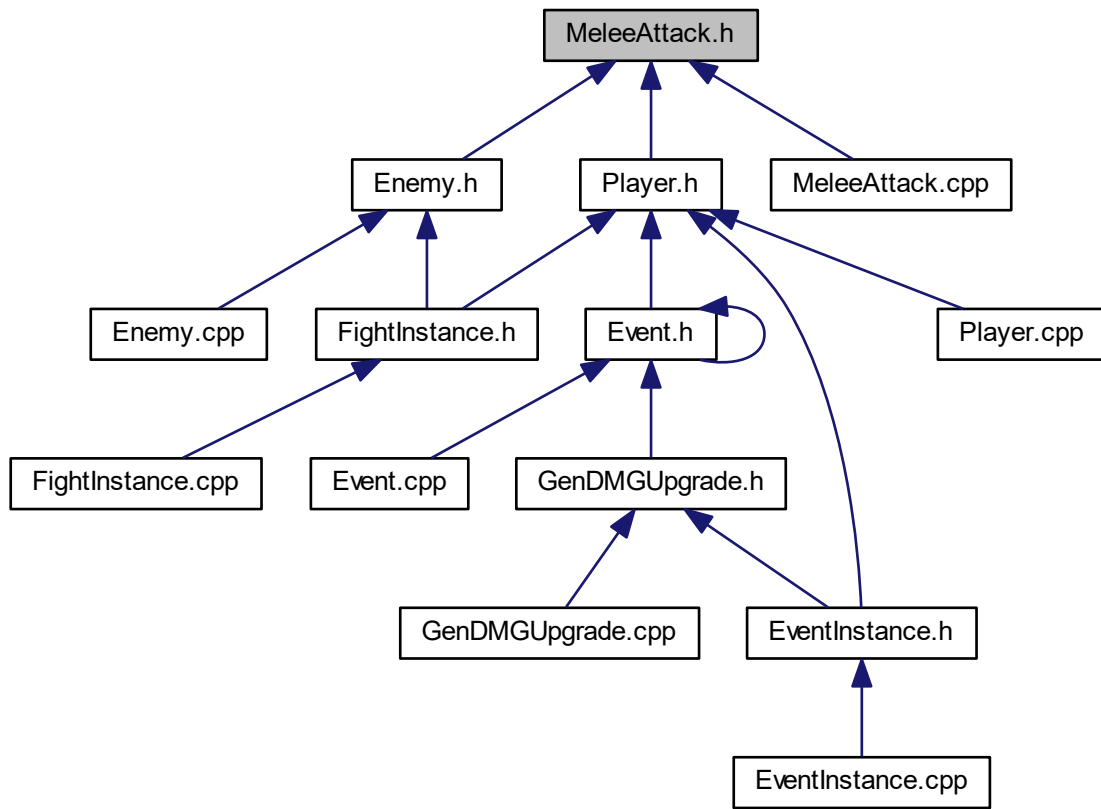 MeleeAttack.h
Enemy.h
Player.h
MeleeAttack.cpp
Enemy.cpp
FightInstance.h
Event.h
Player.cpp
FightInstance.cpp
Event.cpp
GenDMGUpgrade.h
GenDMGUpgrade.cpp
EventInstance.h
EventInstance.cpp